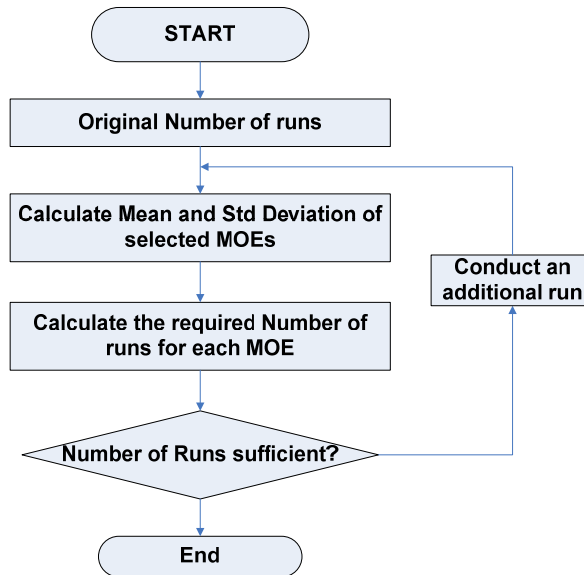 START
Original Number of runs
Calculate Mean and Std Deviation of
selected MOEs
Conduct an
additional run
Calculate the required Number of
runs for each MOE
Number of Runs sufficient?
End